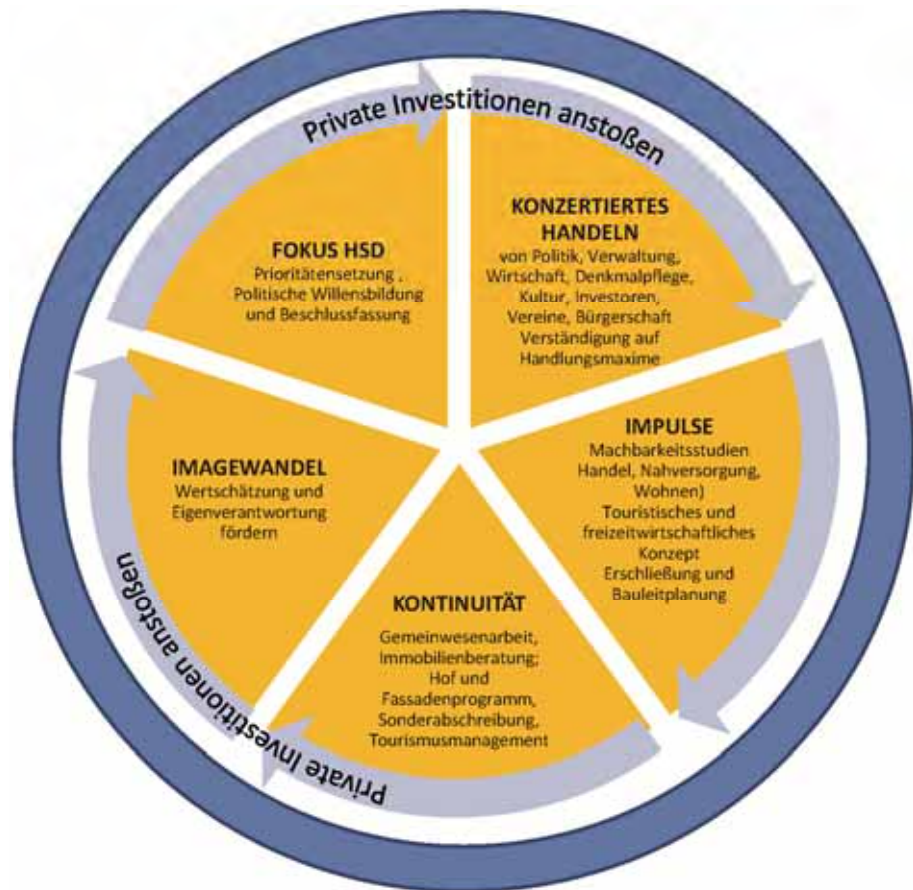 Private Investitionen anstoßen
FOKUS HSD
Prioritätensetzung ,
Politische Willensbildung
und Beschlussfassung
KONZERTIERTES
HANDELN
von Politik, Verwaltung,
Wirtschaft, Denkmalpflege,
Kultur, Investoren,
Vereine, Bürgerschaft
Verständigung auf
Handlungsmaxime
IMPULSE
Machbarkeitsstudien
Handel, Nahversorgung,
Wohnen)
Touristisches und
freizeitwirtschaftliches
Konzept
Erschließung und
Bauleitplanung
KONTINUITÄT
Gemeinwesenarbeit,
Immobilienberatung;
Hof und
Fassadenprogramm,
Sonderabschreibung,
Tourismusmanagement
IMAGEWANDEL
Wertschätzung und
Eigenverantwortung
fördern
Private Investitionen anstoßen